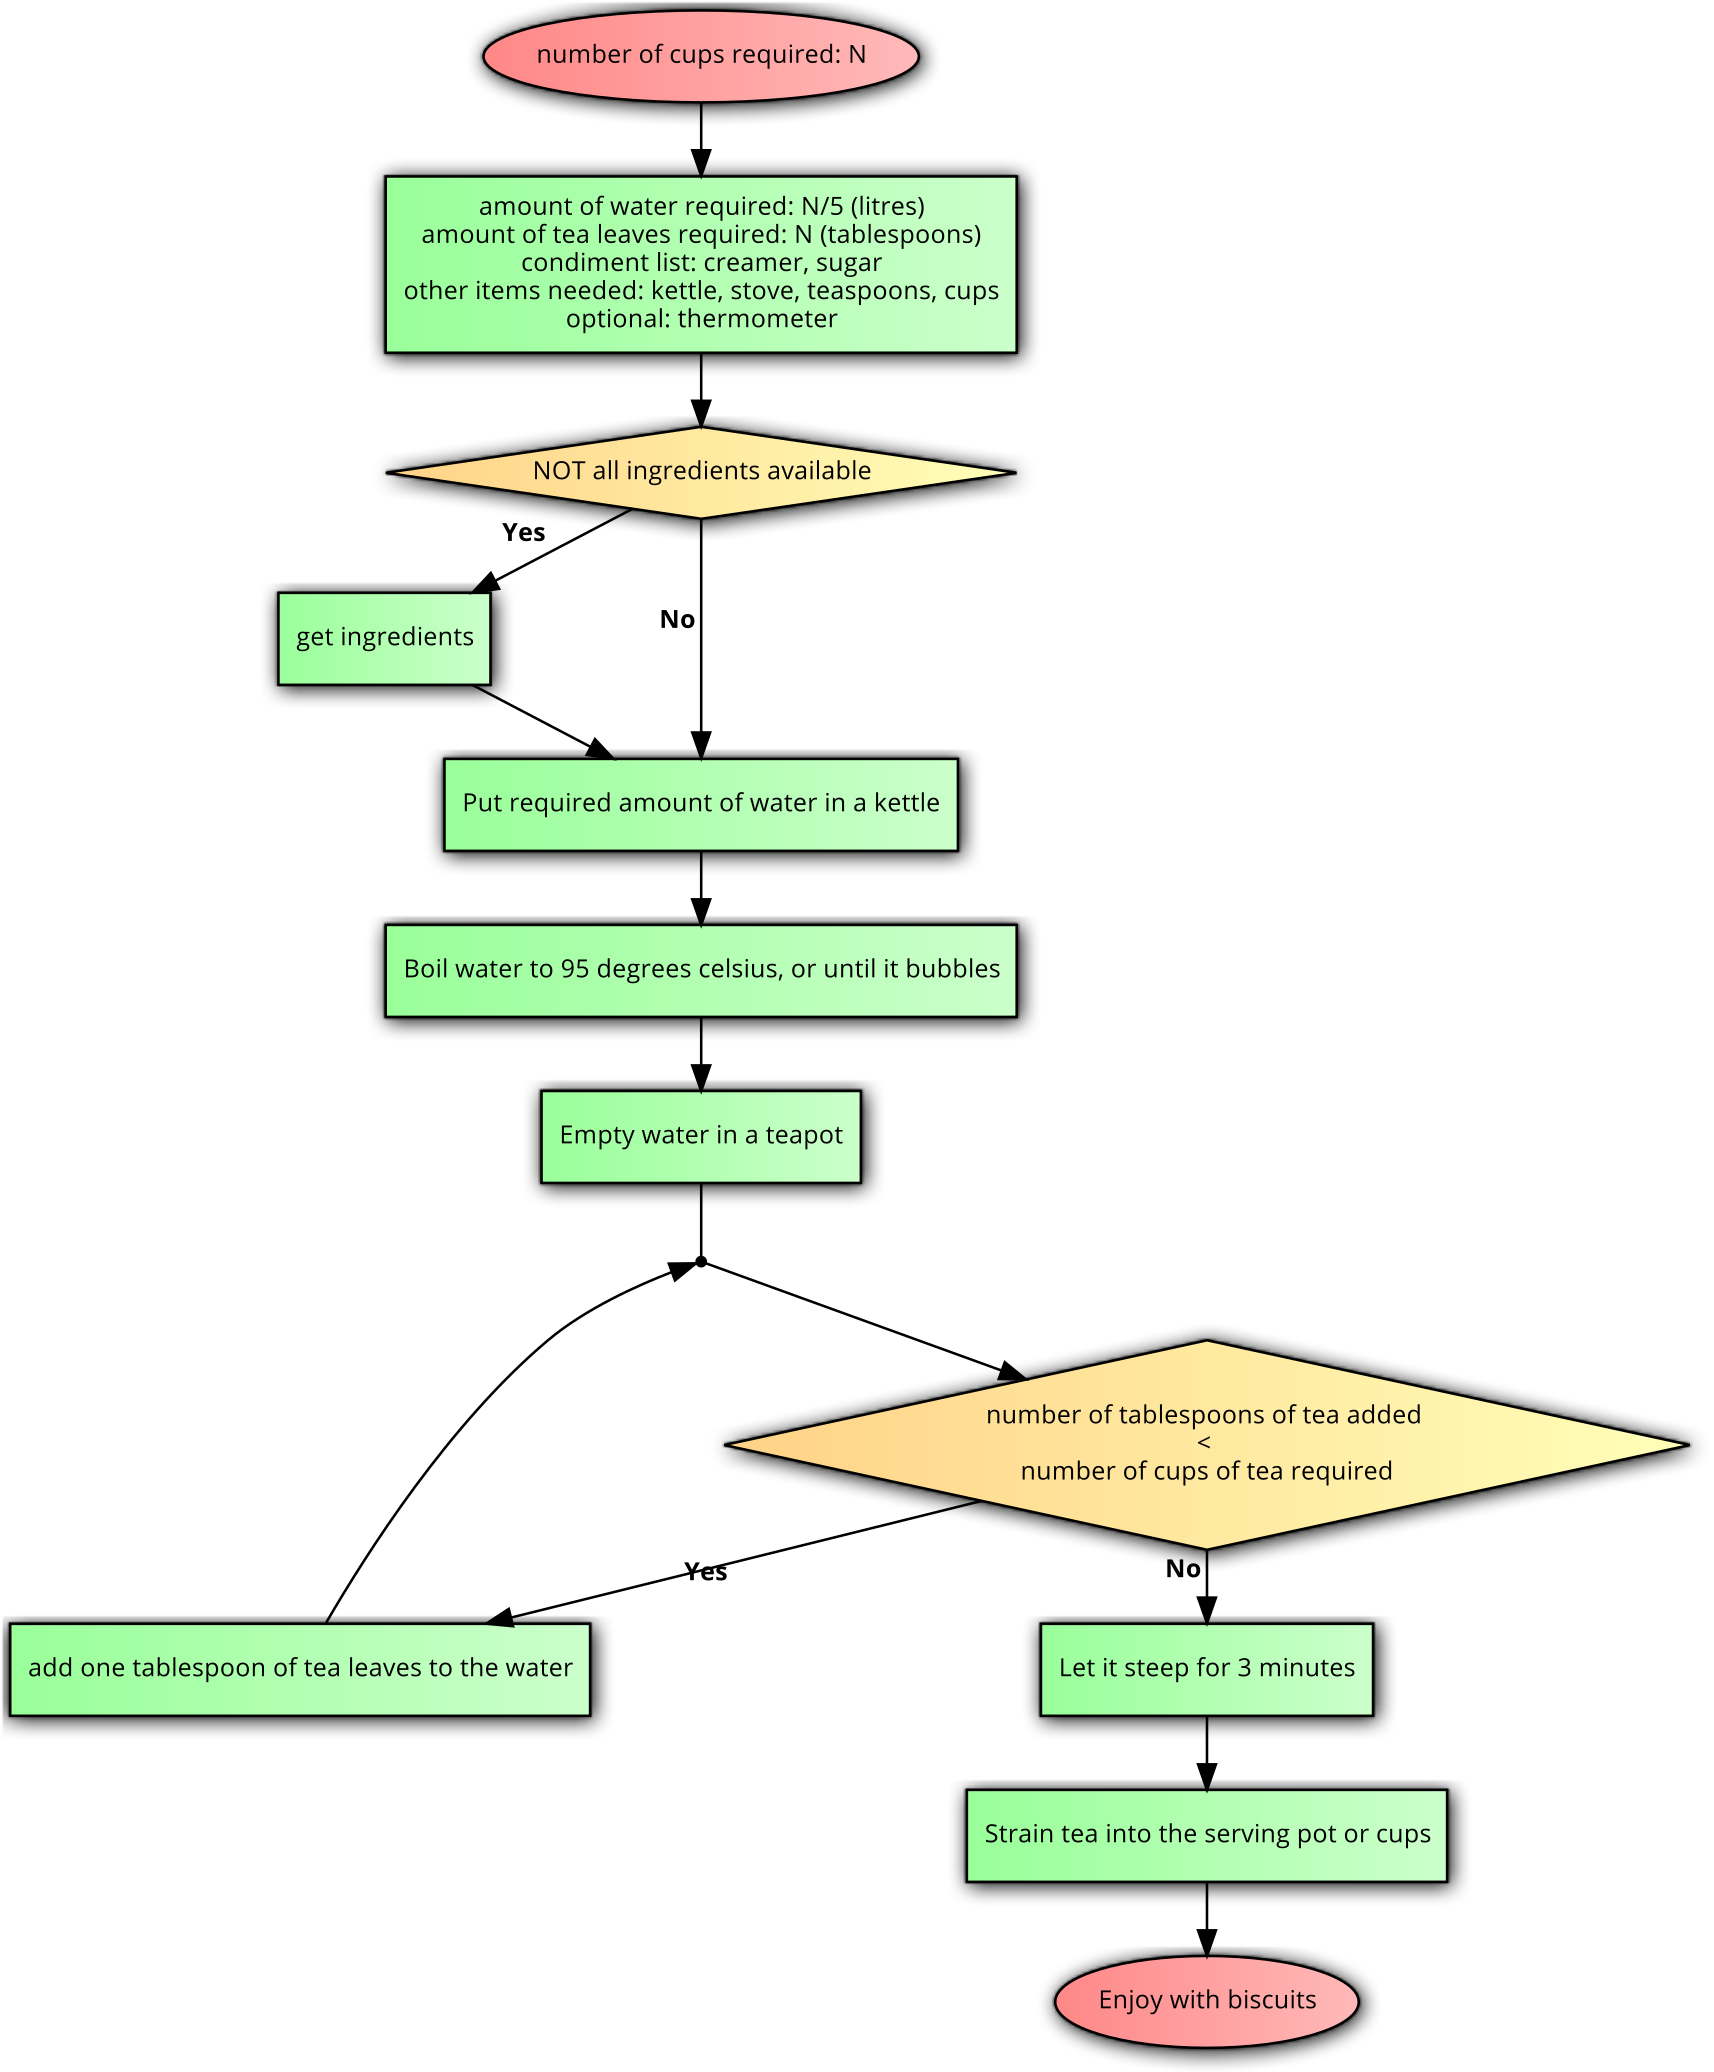 number of cups required: N
amount of water required: N/5 (litres)
amount of tea leaves required: N (tablespoons)
condiment list: creamer, sugar
other items needed: kettle, stove, teaspoons, cups
optional: thermometer
NOT all ingredients available
Yes
No
get ingredients
Put required amount of water in a kettle
Boil water to 95 degrees celsius, or until it bubbles
Empty water in a teapot
number of tablespoons of tea added
<
number of cups of tea required
Yes
No
add one tablespoon of tea leaves to the water
Let it steep for 3 minutes
Strain tea into the serving pot or cups
Enjoy with biscuits